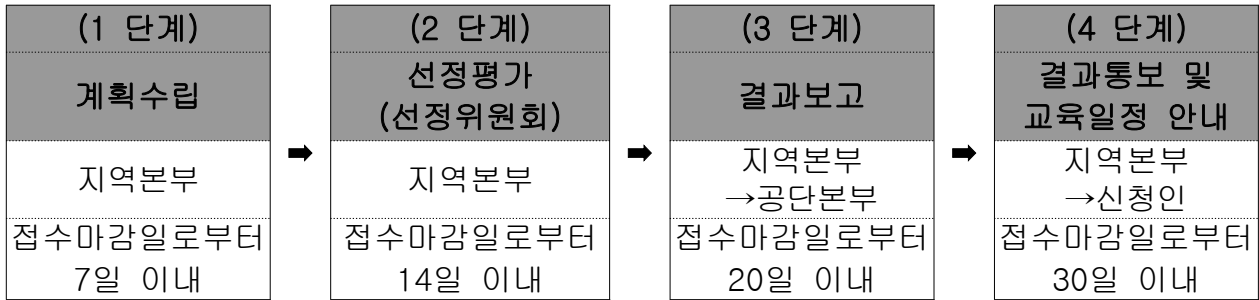 (1 단계)
계획수립
지역본부
접수마감일로부터
7일 이내
➡
(2 단계)
선정평가
(선정위원회)
지역본부
접수마감일로부터
14일 이내
➡
(3 단계)
결과보고
지역본부
→공단본부
접수마감일로부터
20일 이내
➡
(4 단계)
결과통보 및
교육일정 안내
지역본부
→신청인
접수마감일로부터
30일 이내